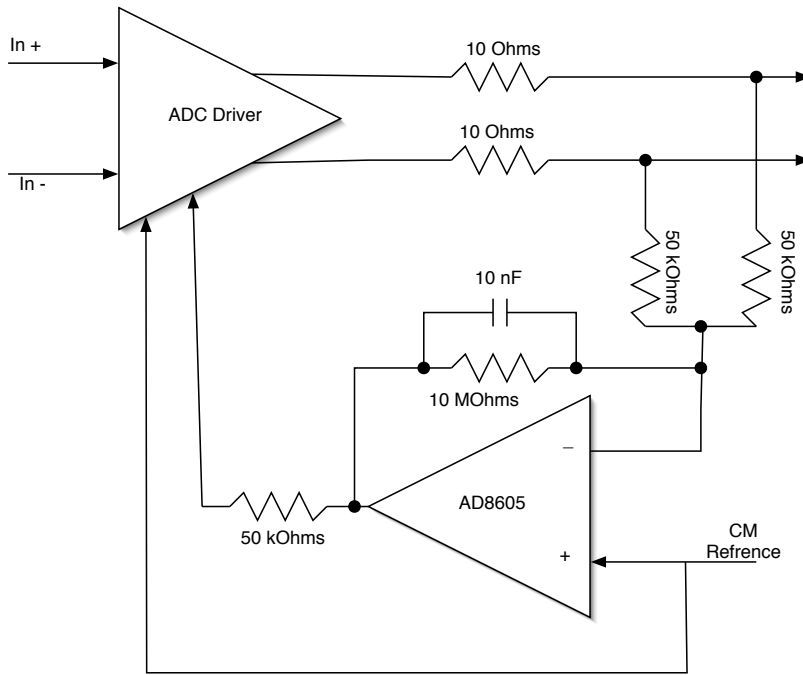 In +
10 Ohms
ADC Driver
10 Ohms
In -
50 kOhms
50 kOhms
10 nF
10 MOhms
–
AD8605
50 kOhms
+
CM
Refrence